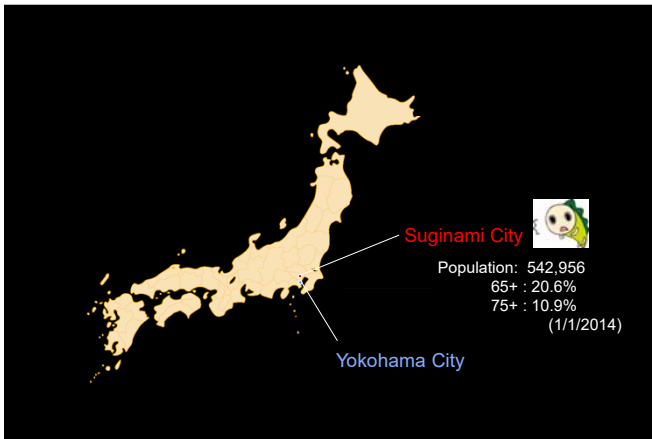 Suginami City
Population: 542,956
65+ : 20.6%
75+ : 10.9%
(1/1/2014)
Yokohama City